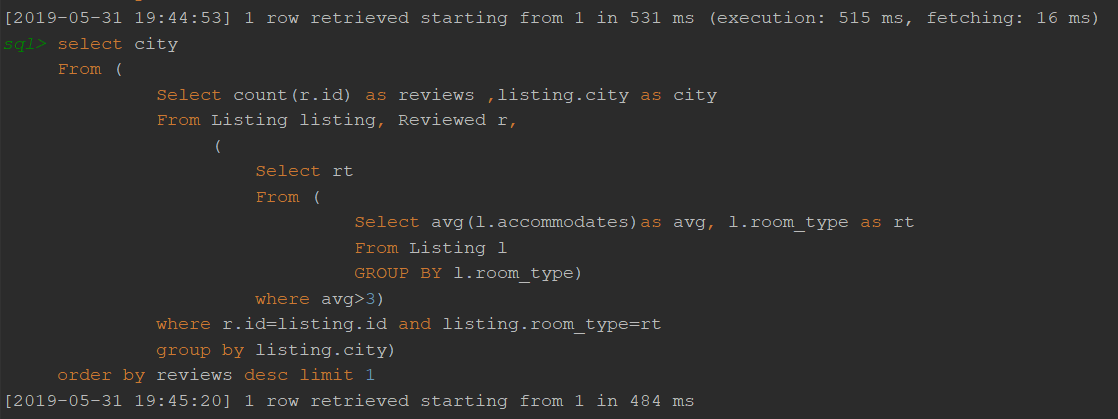 [2019-05-31 19:44:53] 1 row retrieved starting from 1 in 531 ms (execution: 515 ms, fetching: 16 ms)
sql> select city
From (
Select count(r.id) as reviews ,listing.city as city
From Listing listing, Reviewed r,
(
Select rt
From (
Select avg(l.accommodates)as avg, l.room_type as rt
From Listing l
GROUP BY l.room_type)
where avg>3)
where r.id=listing.id and listing.room_type=rt
group by listing.city)
order by reviews desc limit 1
[2019-05-31 19:45:20] 1 row retrieved starting from 1 in 484 ms